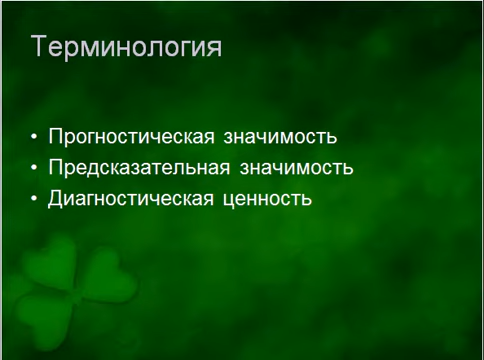 Терминология
• Прогностическая значимость
• Предсказательная значимость
• Диагностическая ценность